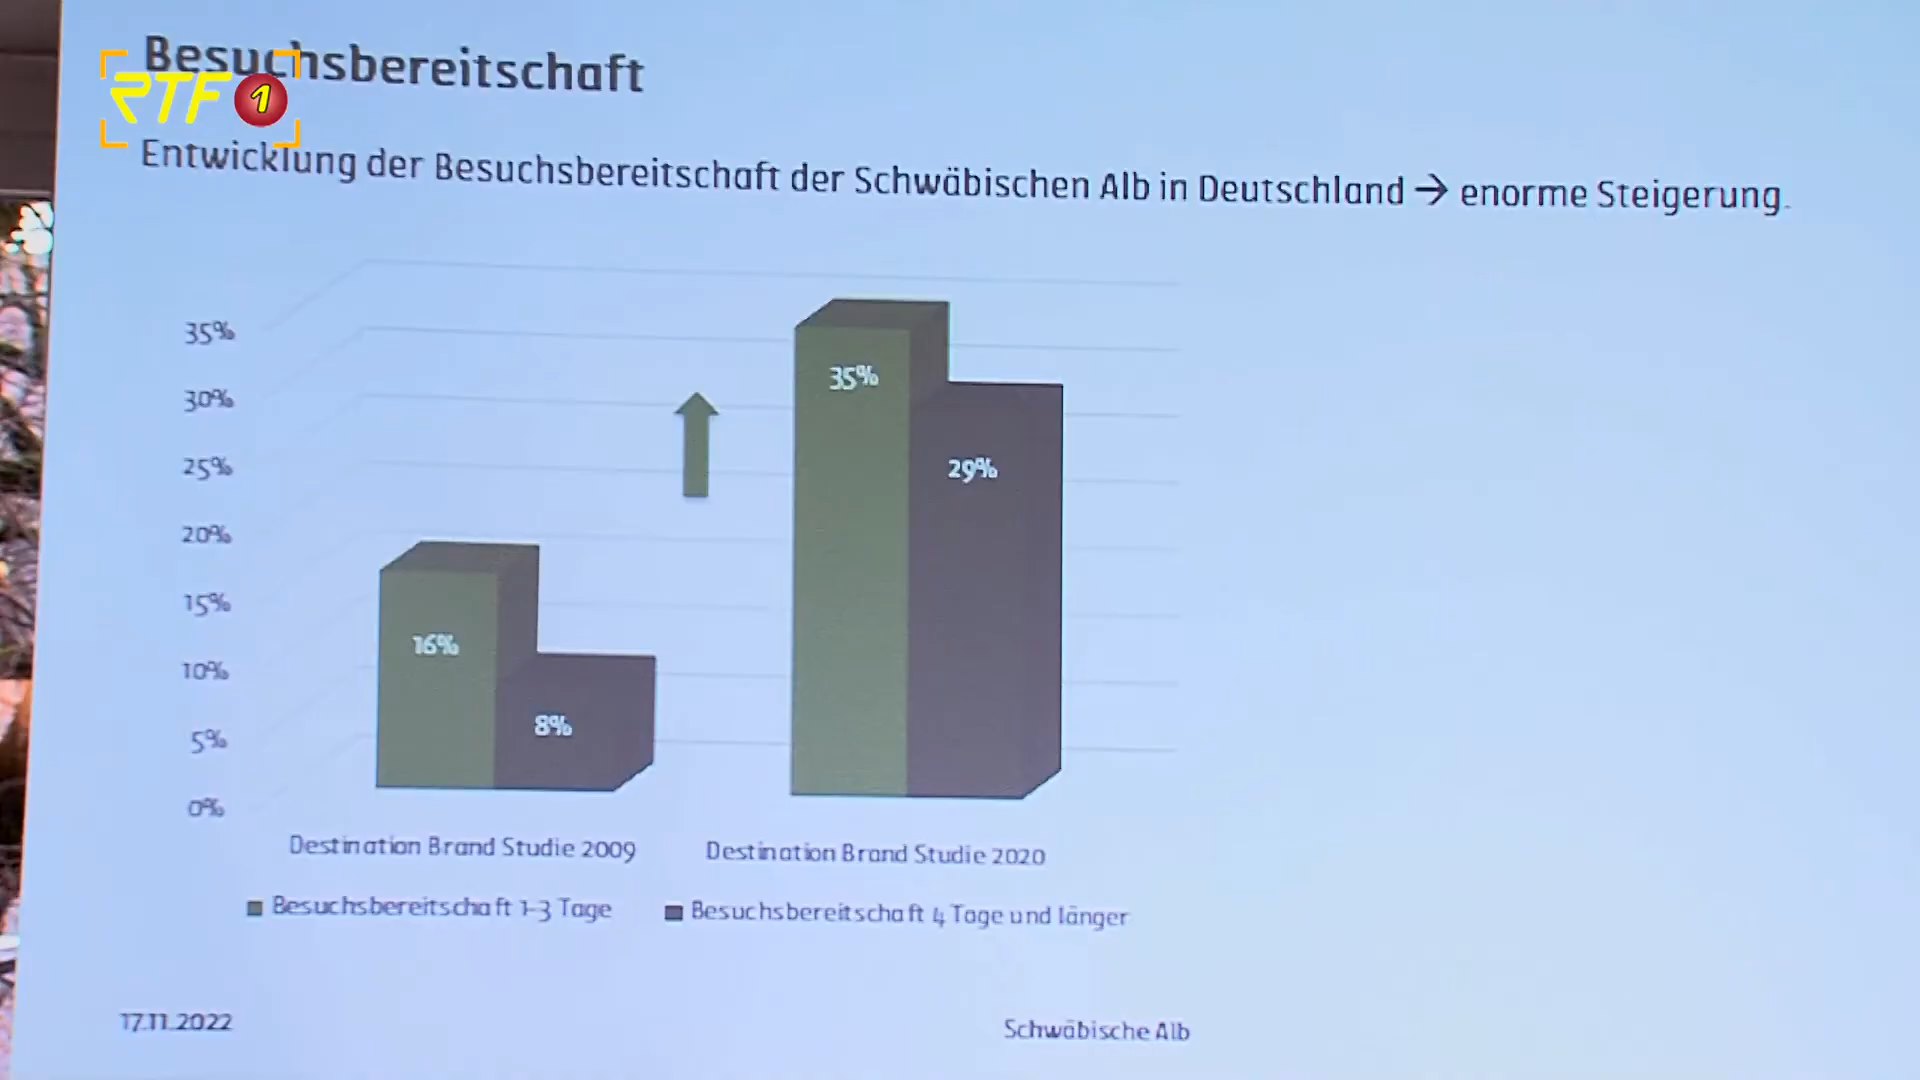 Besuchsbereitschaft
RTF 1
Entwicklung der Besuchsbereitschaft der Schwäbischen Alb in Deutschland → enorme Steigerung.
35%
30%
25%
20%
15%
10%
5%
0%
16%
8%
35%
29%
Destination Brand Studie 2009
Destination Brand Studie 2020
Besuchsbereitschaft 1-3 Tage
Besuchsbereitschaft 4 Tage und länger
17.11.2022
Schwäbische Alb